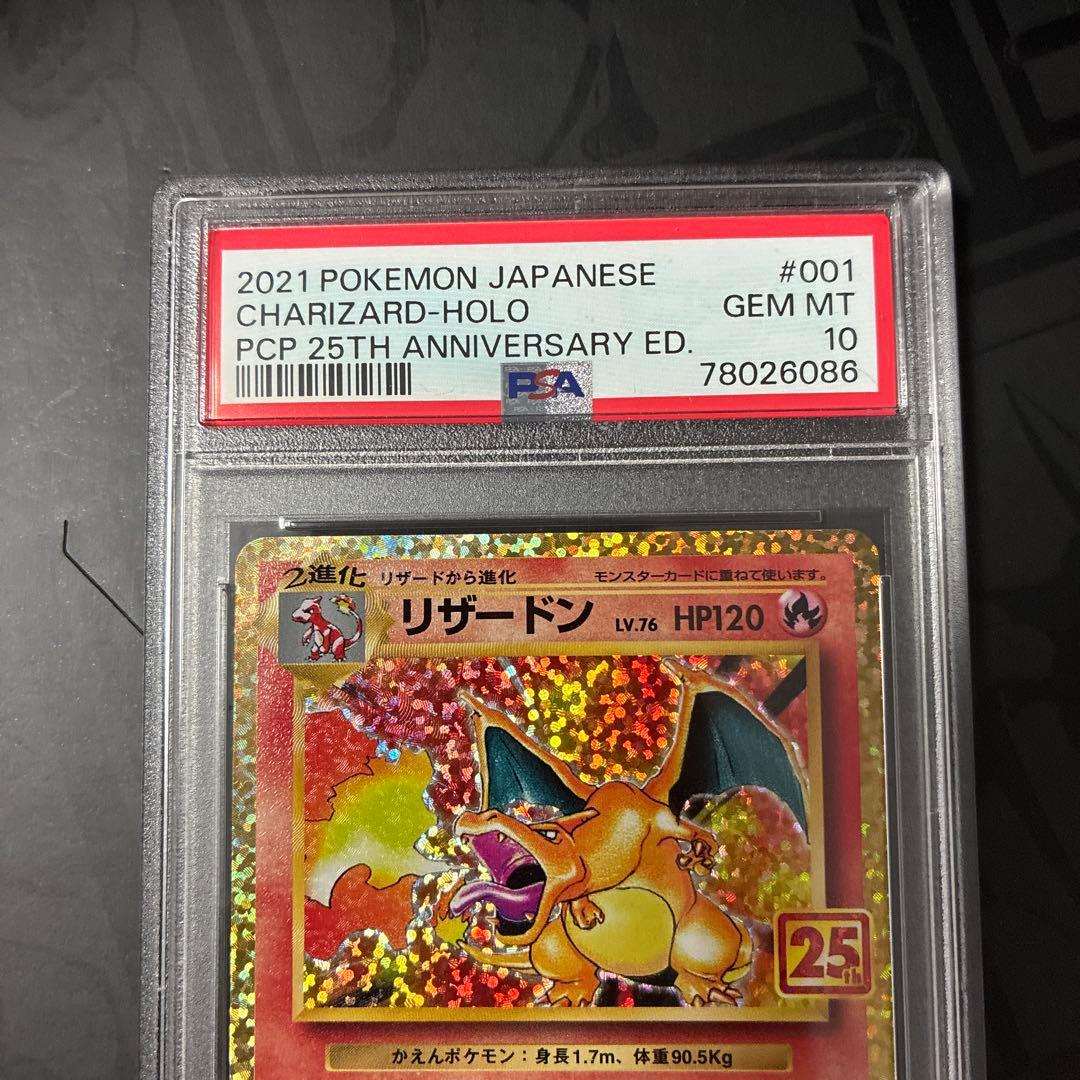 2021 POKEMON JAPANESE #001
CHARIZARD-HOLO GEM MT
PCP 25TH ANNIVERSARY ED. 10
PSA 78026086
2進化 リザードから進化 モンスターカードに重ねて使います。
リザードン LV.76 HP120
25th
かえんポケモン：身長1.7m、体重90.5Kg